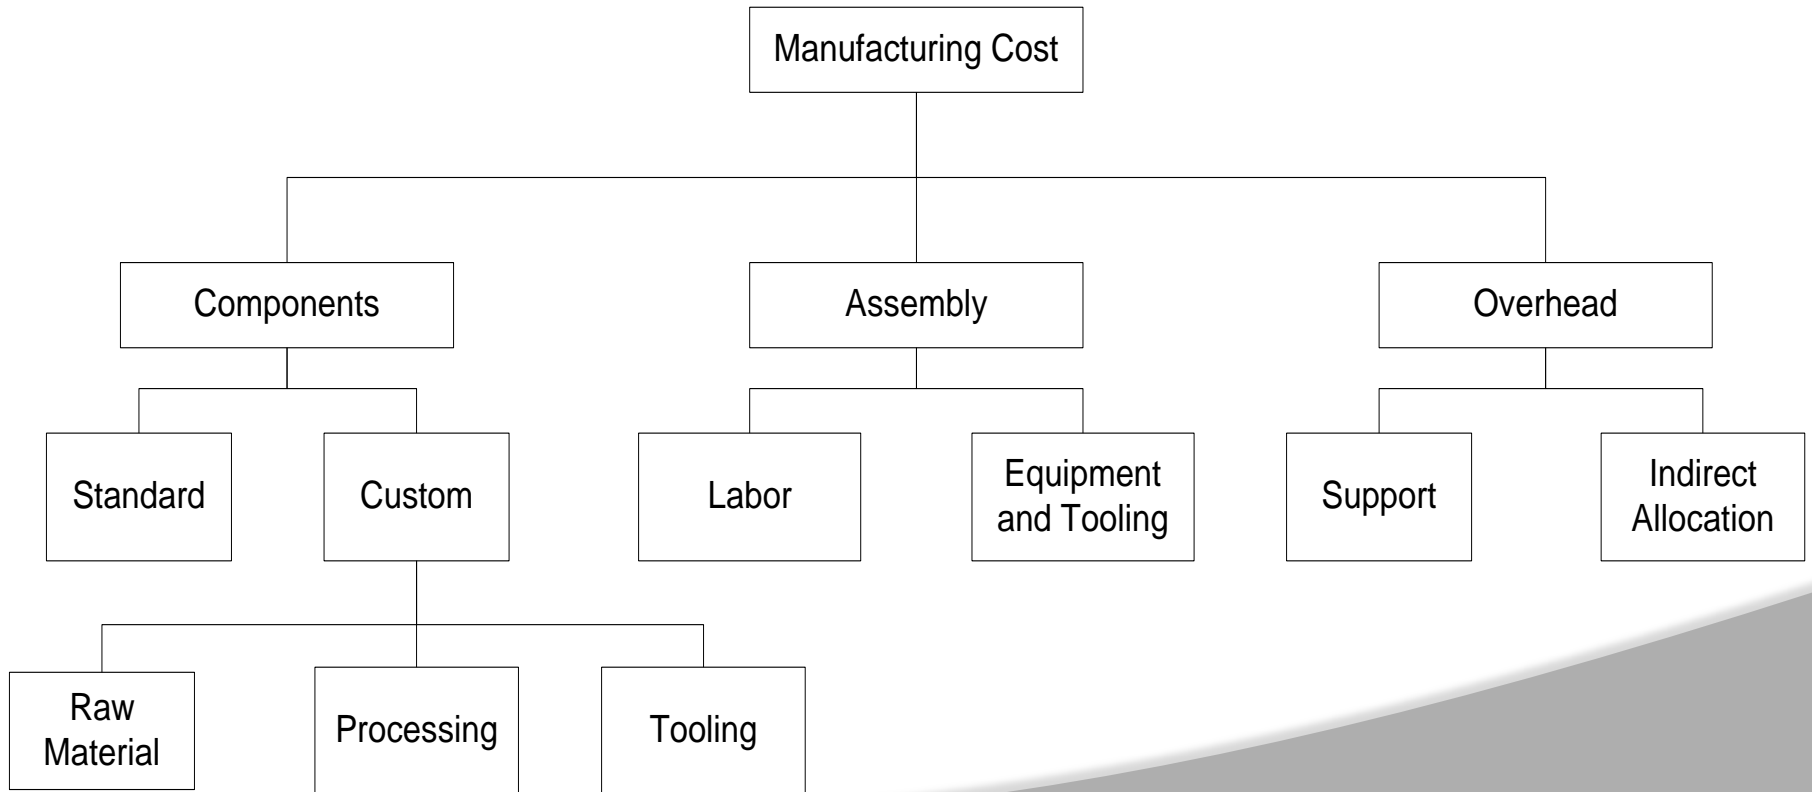 Manufacturing Cost
Components
Assembly
Overhead
Standard
Custom
Labor
Equipment
and Tooling
Support
Indirect
Allocation
Raw
Material
Processing
Tooling